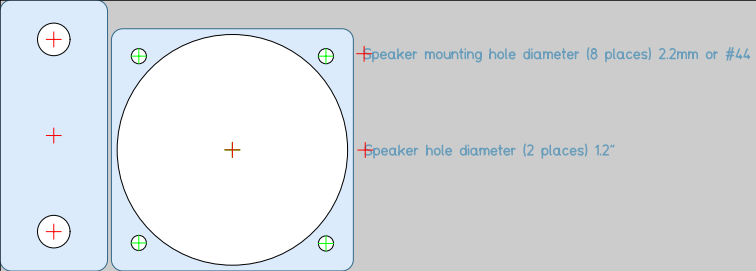 Speaker mounting hole diameter (8 places) 2.2mm or #44
Speaker hole diameter (2 places) 1.2"